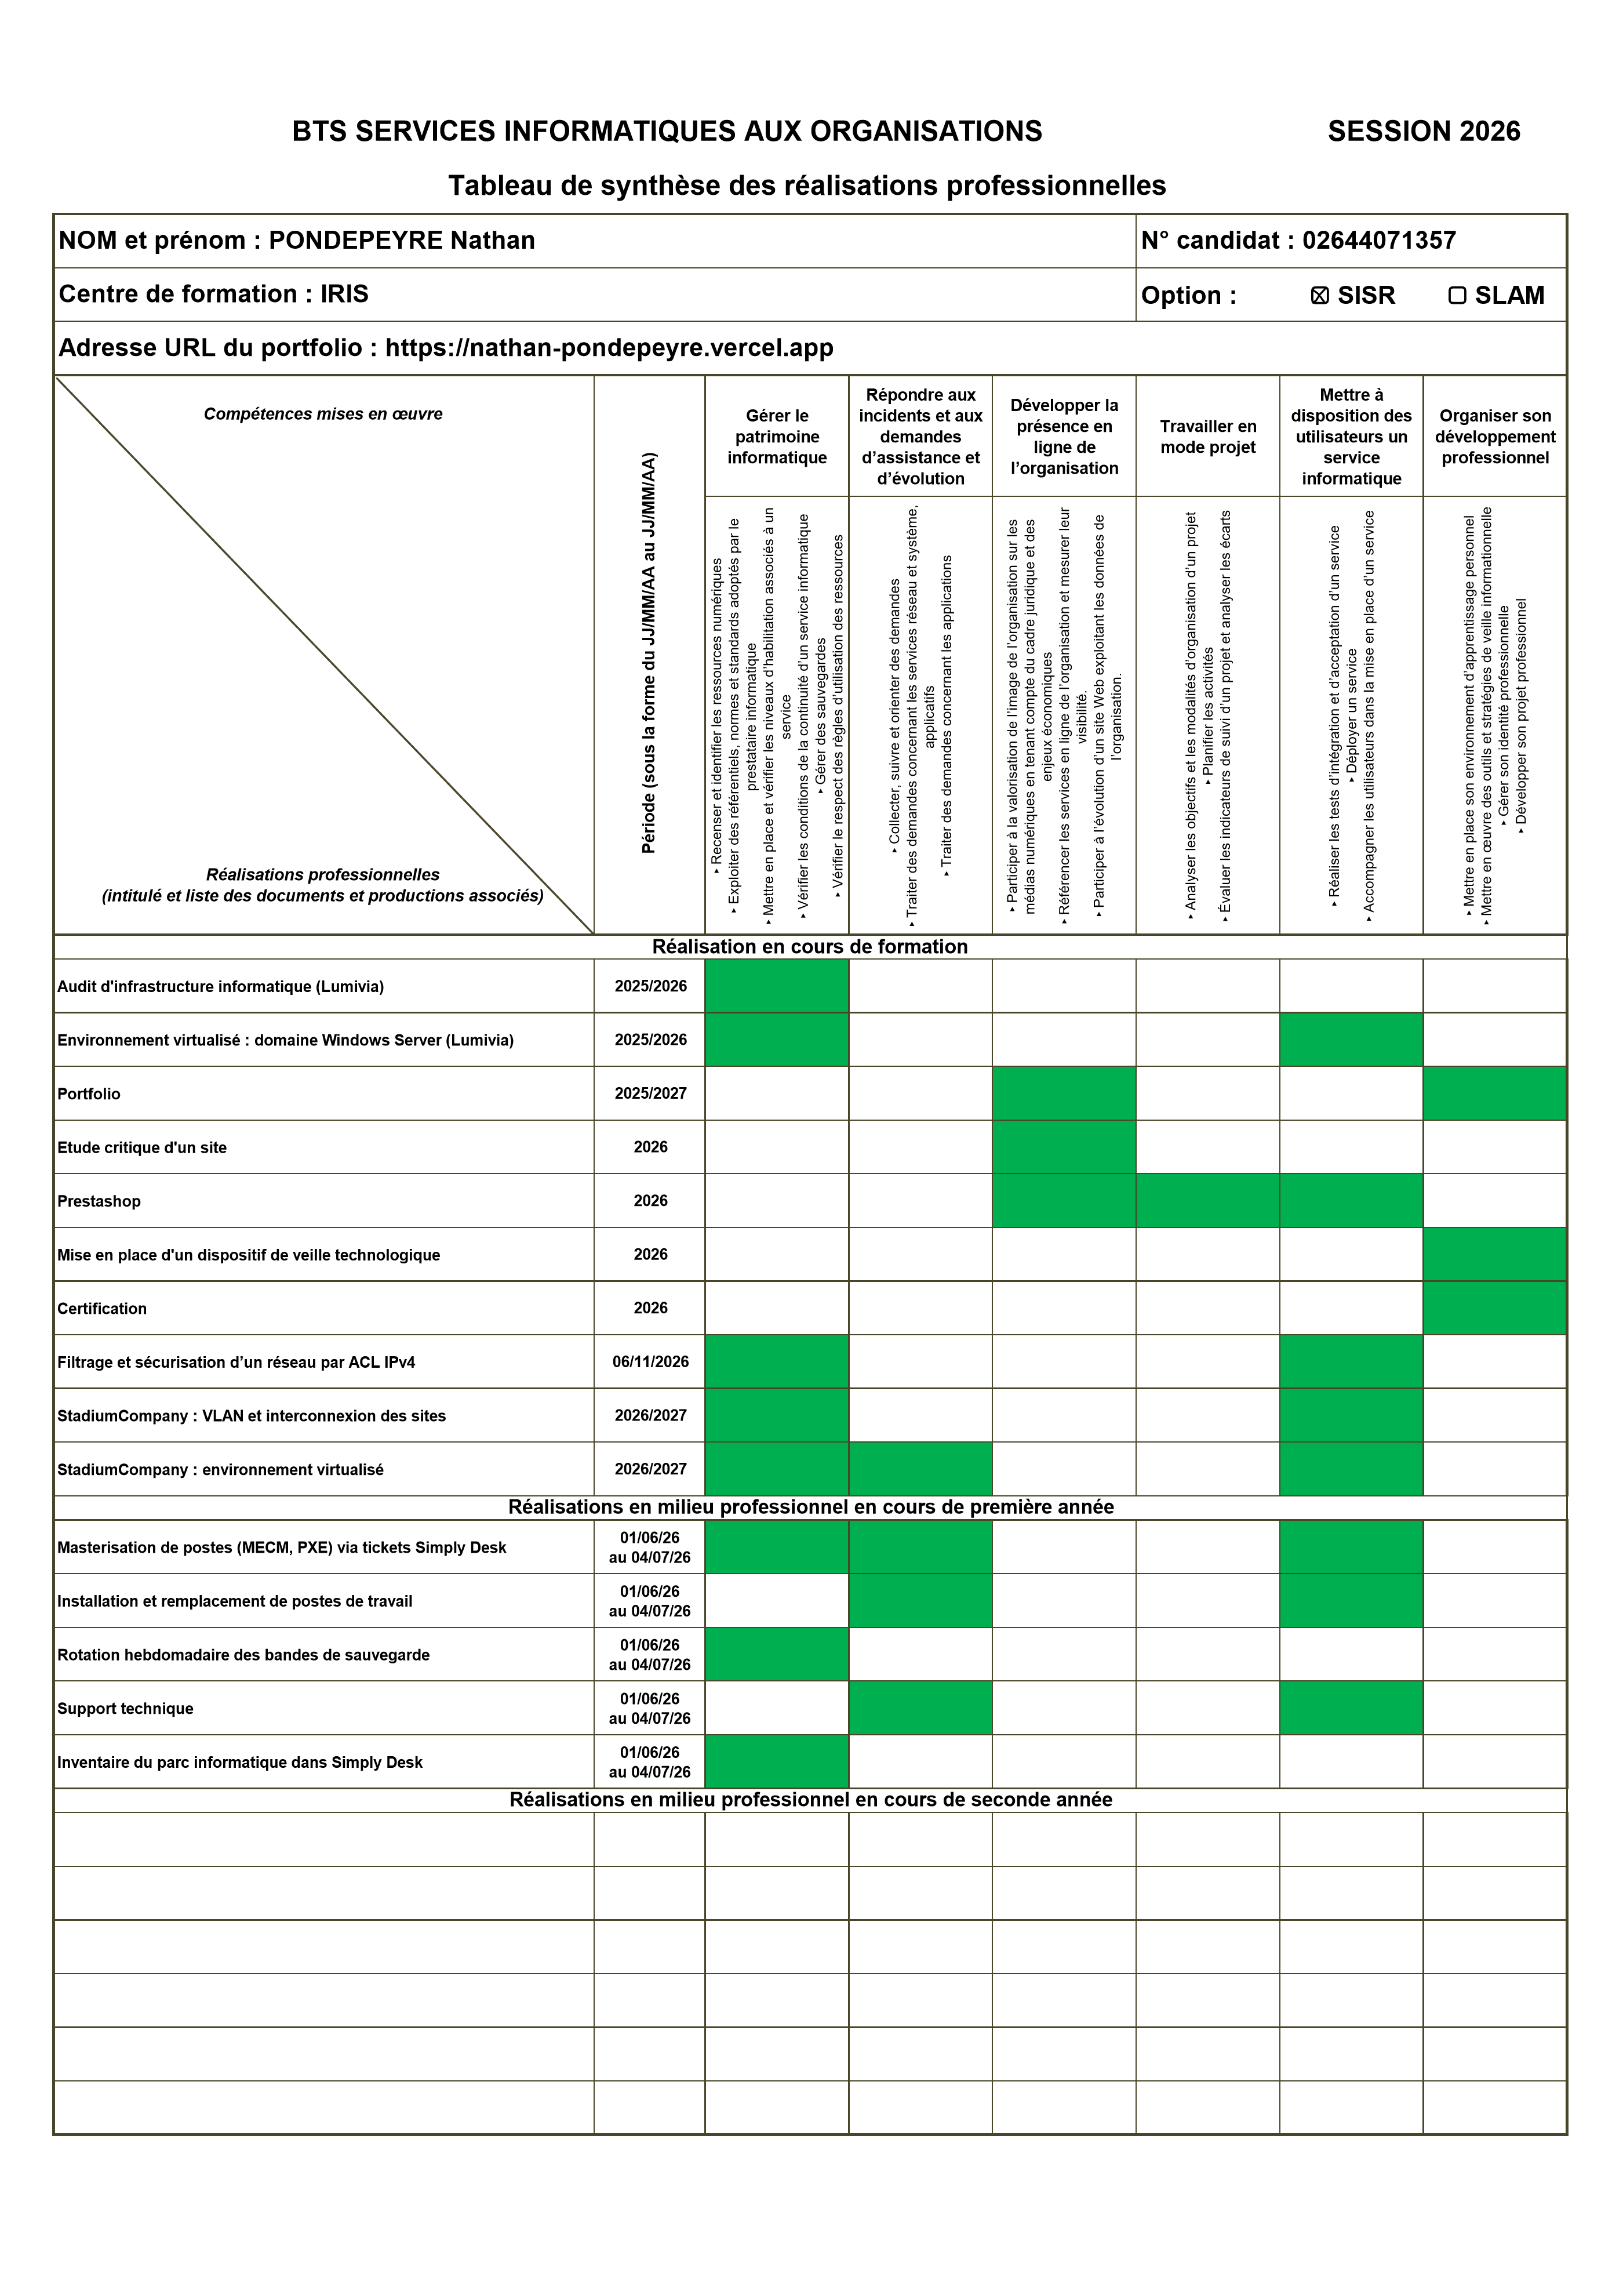 BTS SERVICES INFORMATIQUES AUX ORGANISATIONS SESSION 2026
Tableau de synthèse des réalisations professionnelles
NOM et prénom : PONDEPEYRE Nathan N° candidat : 02644071357
Centre de formation : IRIS Option : ☒ SISR ☐ SLAM
Adresse URL du portfolio : https://nathan-pondepeyre.vercel.app
Compétences mises en œuvre
Réalisations professionnelles
(intitulé et liste des documents et productions associés)
Période (sous la forme du JJ/MM/AA au JJ/MM/AA)
Gérer le
patrimoine
informatique
Répondre aux
incidents et aux
demandes
d’assistance et
d’évolution
Développer la
présence en
ligne de
l’organisation
Travailler en
mode projet
Mettre à
disposition des
utilisateurs un
service
informatique
Organiser son
développement
professionnel
‣ Recenser et identifier les ressources numériques
‣ Exploiter des référentiels, normes et standards adoptés par le
prestataire informatique
‣ Mettre en place et vérifier les niveaux d’habilitation associés à un
service
‣ Vérifier les conditions de la continuité d’un service informatique
‣ Gérer des sauvegardes
‣ Vérifier le respect des règles d’utilisation des ressources
‣ Collecter, suivre et orienter des demandes
‣ Traiter des demandes concernant les services réseau et système,
applicatifs
‣ Traiter des demandes concernant les applications
‣ Participer à la valorisation de l’image de l’organisation sur les
médias numériques en tenant compte du cadre juridique et des
enjeux économiques
‣ Référencer les services en ligne de l’organisation et mesurer leur
visibilité.
‣ Participer à l’évolution d’un site Web exploitant les données de
l’organisation.
‣ Analyser les objectifs et les modalités d’organisation d’un projet
‣ Planifier les activités
‣ Évaluer les indicateurs de suivi d’un projet et analyser les écarts
‣ Réaliser les tests d’intégration et d’acceptation d’un service
‣ Déployer un service
‣ Accompagner les utilisateurs dans la mise en place d’un service
‣ Mettre en place son environnement d’apprentissage personnel
‣ Mettre en œuvre des outils et stratégies de veille informationnelle
‣ Gérer son identité professionnelle
‣ Développer son projet professionnel
Réalisation en cours de formation
Audit d'infrastructure informatique (Lumivia) 2025/2026
Environnement virtualisé : domaine Windows Server (Lumivia) 2025/2026
Portfolio 2025/2027
Etude critique d'un site 2026
Prestashop 2026
Mise en place d'un dispositif de veille technologique 2026
Certification 2026
Filtrage et sécurisation d’un réseau par ACL IPv4 06/11/2026
StadiumCompany : VLAN et interconnexion des sites 2026/2027
StadiumCompany : environnement virtualisé 2026/2027
Réalisations en milieu professionnel en cours de première année
Masterisation de postes (MECM, PXE) via tickets Simply Desk 01/06/26
au 04/07/26
Installation et remplacement de postes de travail 01/06/26
au 04/07/26
Rotation hebdomadaire des bandes de sauvegarde 01/06/26
au 04/07/26
Support technique 01/06/26
au 04/07/26
Inventaire du parc informatique dans Simply Desk 01/06/26
au 04/07/26
Réalisations en milieu professionnel en cours de seconde année